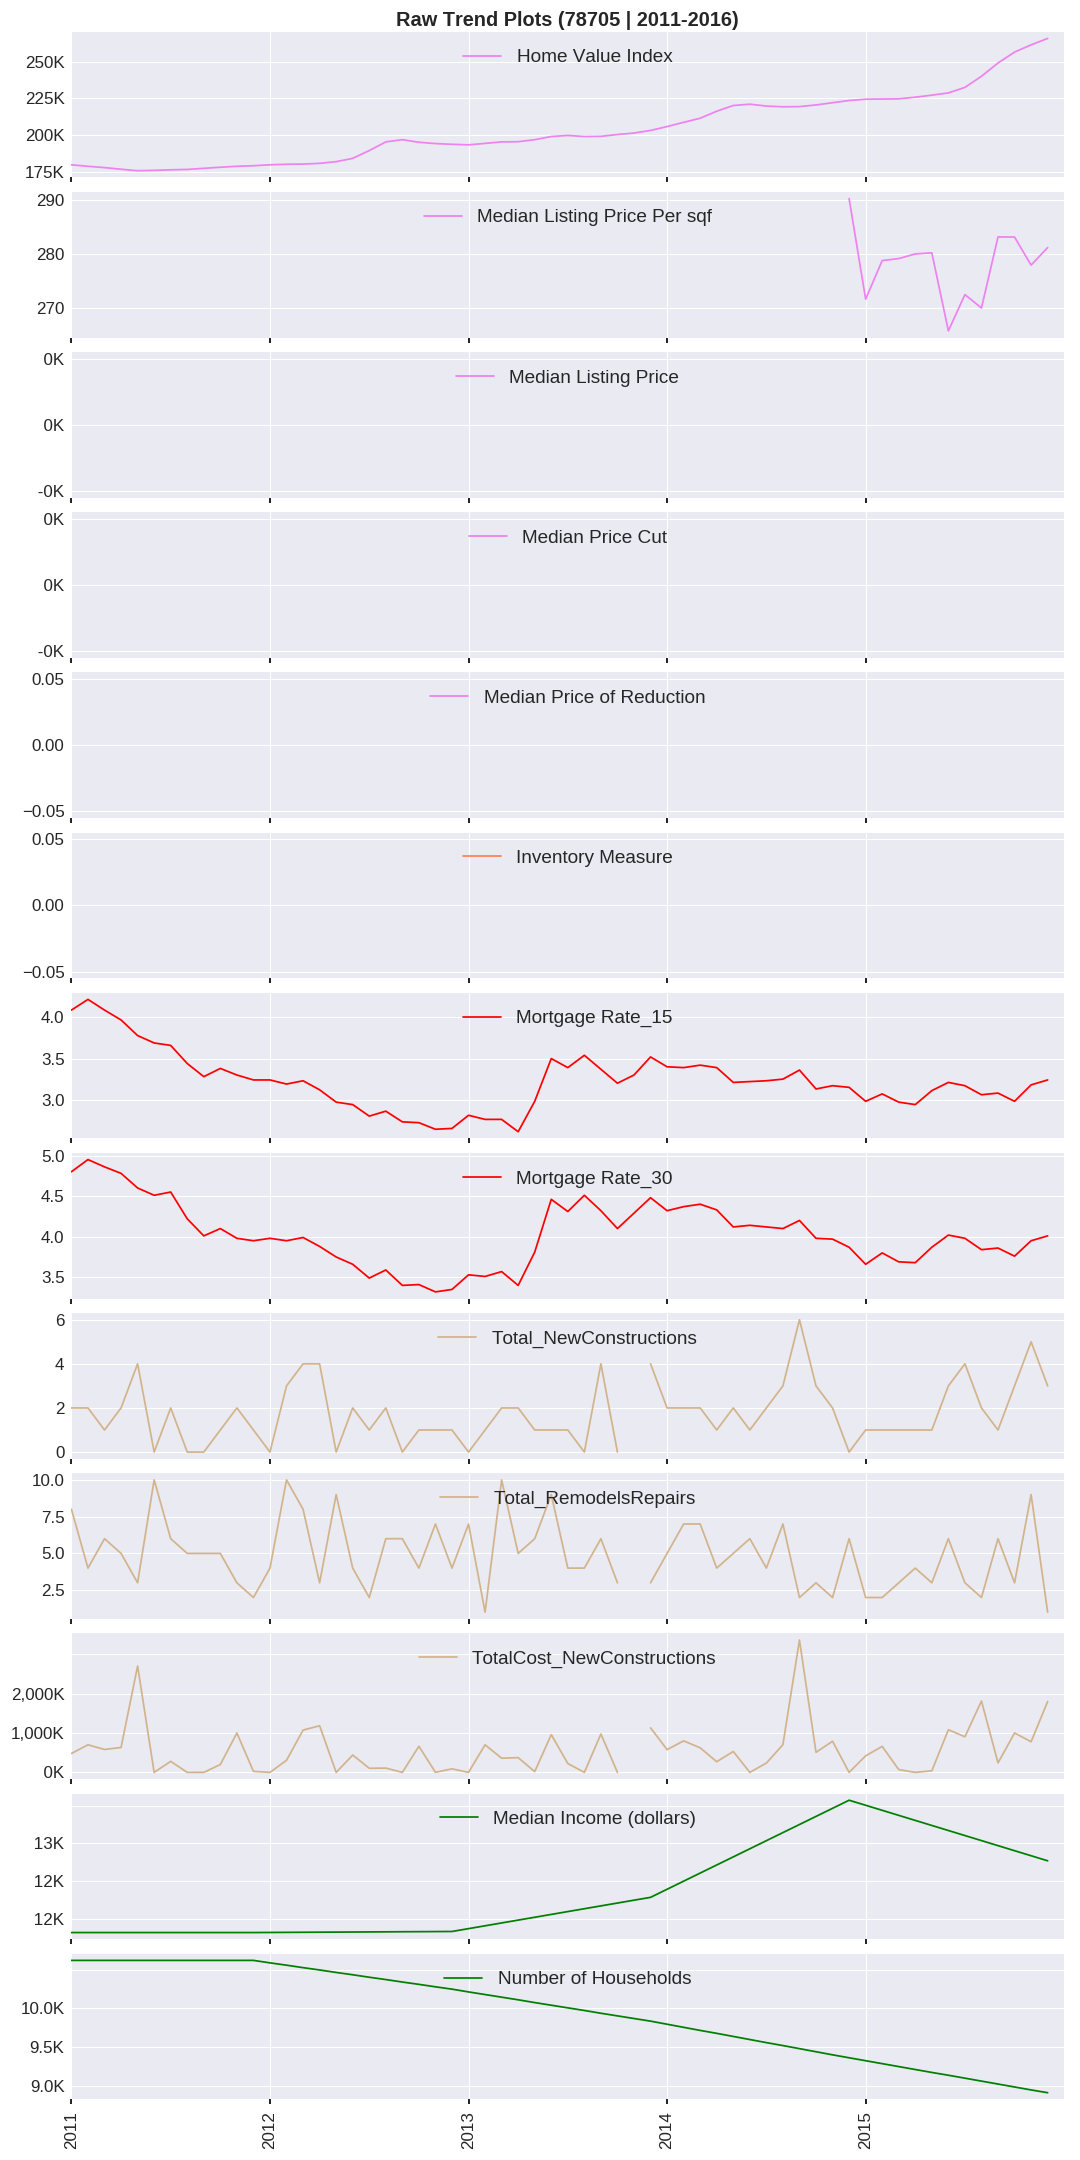 Raw Trend Plots (78705 | 2011-2016)
Home Value Index
250K
225K
200K
175K
Median Listing Price Per sqf
290
280
270
Median Listing Price
0K
0K
-0K
Median Price Cut
0K
0K
-0K
Median Price of Reduction
0.05
0.00
−0.05
Inventory Measure
0.05
0.00
−0.05
Mortgage Rate_15
4.0
3.5
3.0
Mortgage Rate_30
5.0
4.5
4.0
3.5
Total_NewConstructions
6
4
2
0
Total_RemodelsRepairs
10.0
7.5
5.0
2.5
TotalCost_NewConstructions
2,000K
1,000K
0K
Median Income (dollars)
13K
12K
12K
Number of Households
10.0K
9.5K
9.0K
2011
2012
2013
2014
2015